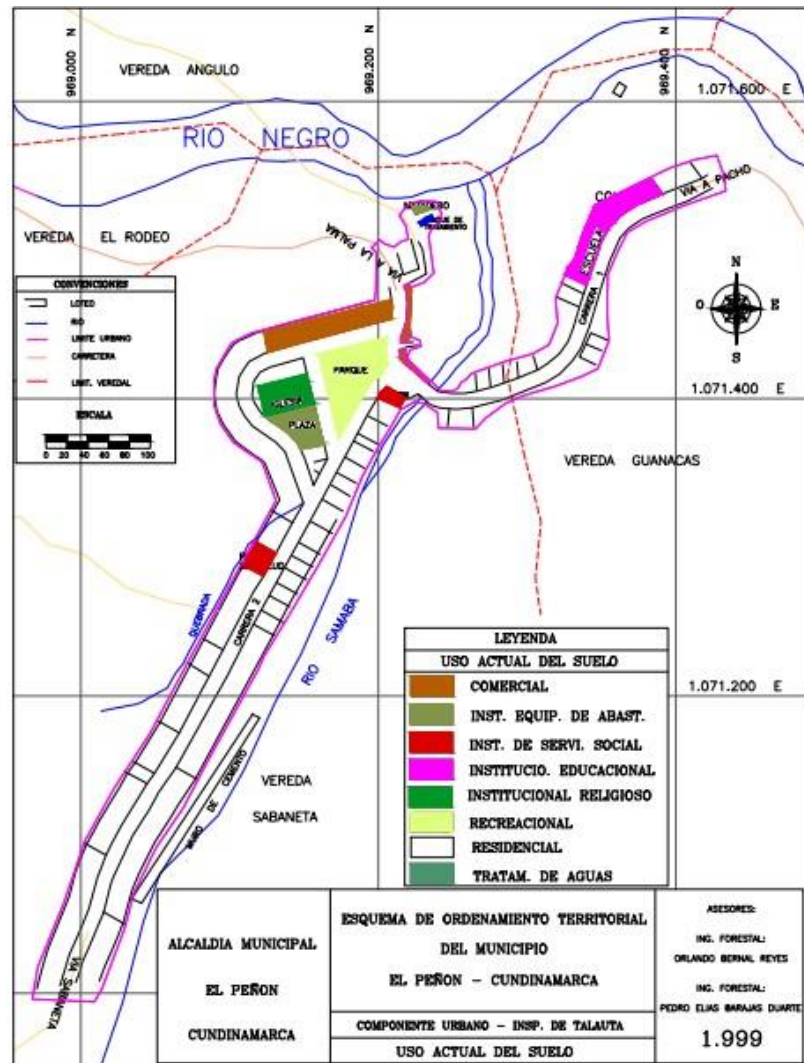 969.000 N
969.200 N
969.400 N
VEREDA ANGULO
1.071.600 E
RIO NEGRO
VIA A PACHO
TRATAMIENTO
VEREDA EL RODEO
VIA A LA PALMA
ESCUELA
CARRERA 1
CONVENCIONES
LOTEO
RIO
LIMITE URBANO
CARRETERA
LIMT. VEREDAL
ESCALA
0 20 40 60 80 100
N
O E
S
PARQUE
IGLESIA
PLAZA
1.071.400 E
VEREDA GUANACAS
QUEBRADA
CARRERA 2
RIO SAMABA
LEYENDA
USO ACTUAL DEL SUELO
COMERCIAL
INST. EQUIP. DE ABAST.
INST. DE SERVI. SOCIAL
INSTITUCIO. EDUCACIONAL
INSTITUCIONAL RELIGIOSO
RECREACIONAL
RESIDENCIAL
TRATAM. DE AGUAS
1.071.200 E
MURO DE CEMENTO
VEREDA
SABANETA
VIA SABANETA
ALCALDIA MUNICIPAL
EL PEÑON
CUNDINAMARCA
ESQUEMA DE ORDENAMIENTO TERRITORIAL
DEL MUNICIPIO
EL PEÑON - CUNDINAMARCA
COMPONENTE URBANO - INSP. DE TALAUTA
USO ACTUAL DEL SUELO
ASESORES:
ING. FORESTAL:
ORLANDO BERNAL REYES
ING. FORESTAL:
PEDRO ELIAS BARAJAS DUARTE
1.999